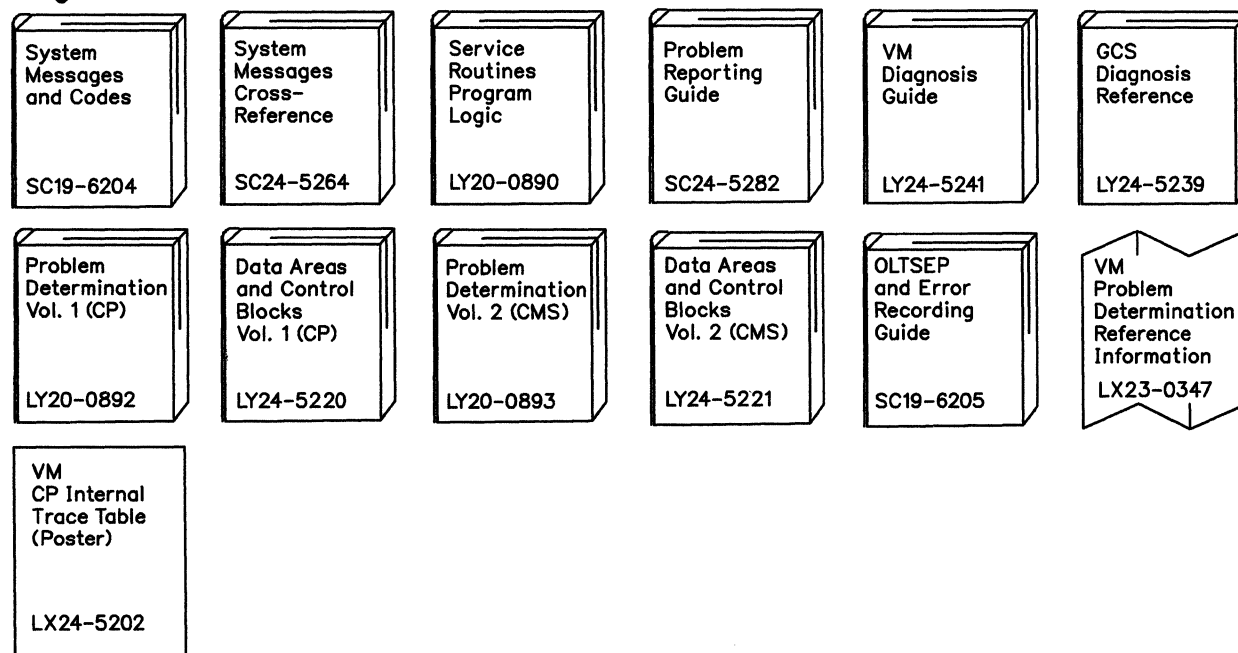 System
Messages
and Codes
SC19-6204
System
Messages
Cross-
Reference
SC24-5264
Service
Routines
Program
Logic
LY20-0890
Problem
Reporting
Guide
SC24-5282
VM
Diagnosis
Guide
LY24-5241
GCS
Diagnosis
Reference
LY24-5239
Problem
Determination
Vol. 1 (CP)
LY20-0892
Data Areas
and Control
Blocks
Vol. 1 (CP)
LY24-5220
Problem
Determination
Vol. 2 (CMS)
LY20-0893
Data Areas
and Control
Blocks
Vol. 2 (CMS)
LY24-5221
OLTSEP
and Error
Recording
Guide
SC19-6205
VM
Problem
Determination
Reference
Information
LX23-0347
VM
CP Internal
Trace Table
(Poster)
LX24-5202